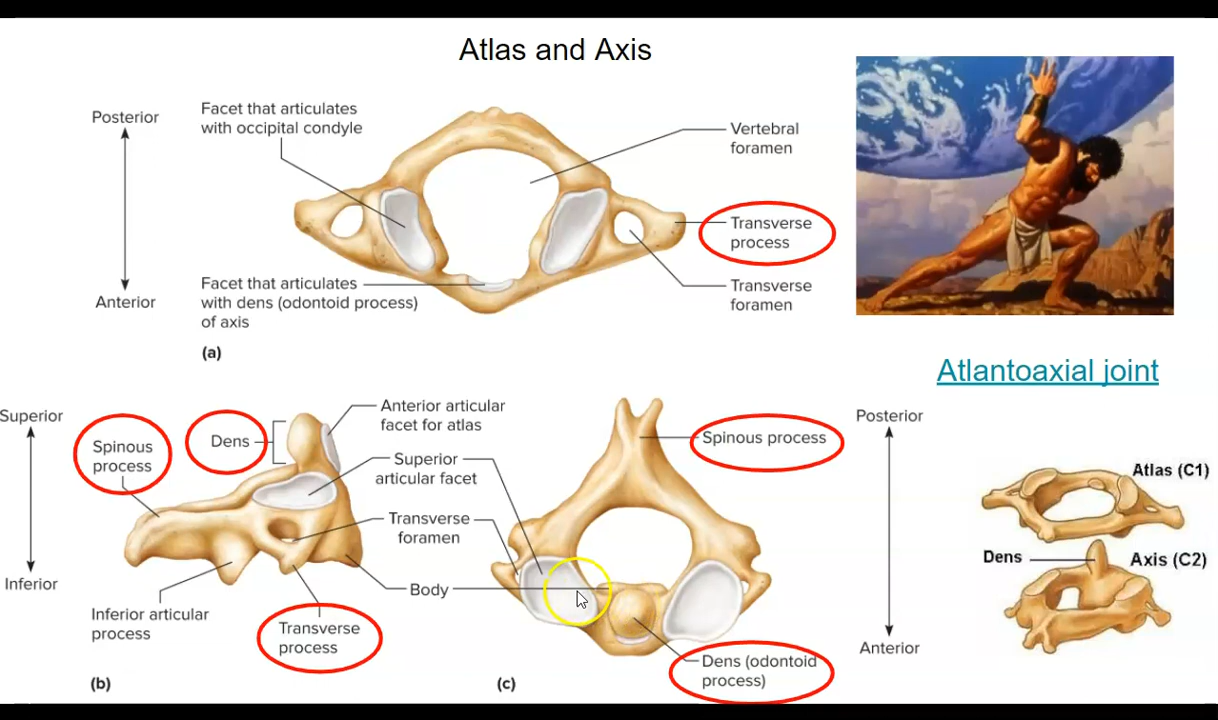 Atlas and Axis
Posterior
Anterior
Facet that articulates
with occipital condyle
Vertebral
foramen
Transverse
process
Transverse
foramen
Facet that articulates
with dens (odontoid process)
of axis
(a)
Atlantoaxial joint
Superior
Inferior
Spinous
process
Dens
Anterior articular
facet for atlas
Superior
articular facet
Transverse
foramen
Body
Inferior articular
process
Transverse
process
(b)
Spinous process
Dens (odontoid
process)
(c)
Posterior
Anterior
Atlas (C1)
Dens
Axis (C2)